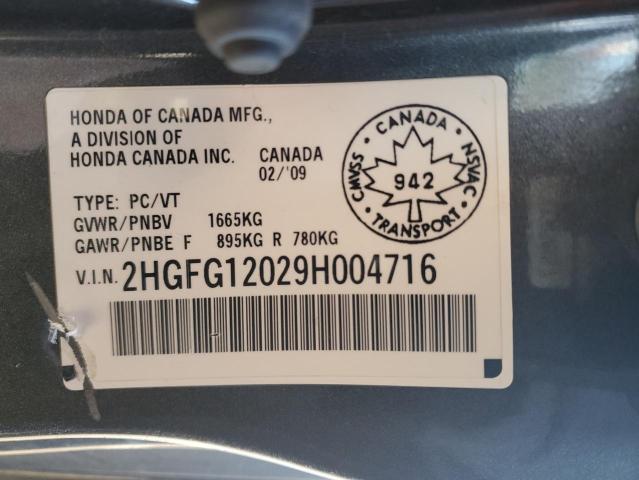 HONDA OF CANADA MFG.,
A DIVISION OF
HONDA CANADA INC. CANADA
02/'09
TYPE: PC/VT
GVWR/PNBV 1665KG
GAWR/PNBE F 895KG R 780KG
V.I.N. 2HGFG12029H004716
CANADA
CMVSS
942
NSVAC
TRANSPORT